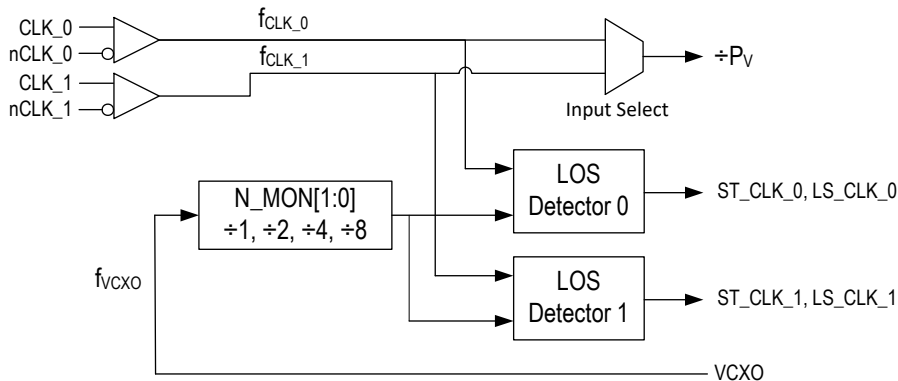 CLK_0
nCLK_0
CLK_1
nCLK_1
fCLK_0
fCLK_1
÷PV
Input Select
LOS
Detector 0
ST_CLK_0, LS_CLK_0
N_MON[1:0]
÷1, ÷2, ÷4, ÷8
fVCXO
LOS
Detector 1
ST_CLK_1, LS_CLK_1
VCXO